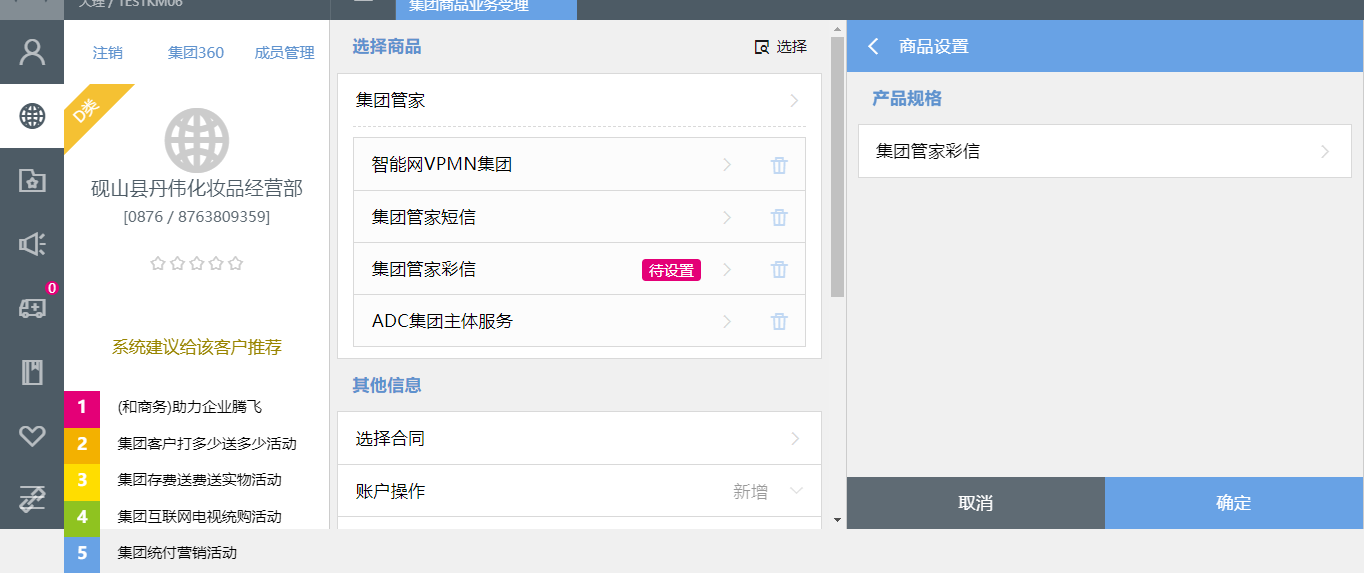 大理 / TESTKM06
集团商品业务受理
注销 集团360 成员管理
D类
砚山县丹伟化妆品经营部
[0876 / 8763809359]
0
系统建议给该客户推荐
1 (和商务)助力企业腾飞
2 集团客户打多少送多少活动
3 集团存费送费送实物活动
4 集团互联网电视统购活动
5 集团统付营销活动
选择商品 选择
集团管家
智能网VPMN集团
集团管家短信
集团管家彩信 待设置
ADC集团主体服务
其他信息
选择合同
账户操作 新增
商品设置
产品规格
集团管家彩信
取消 确定